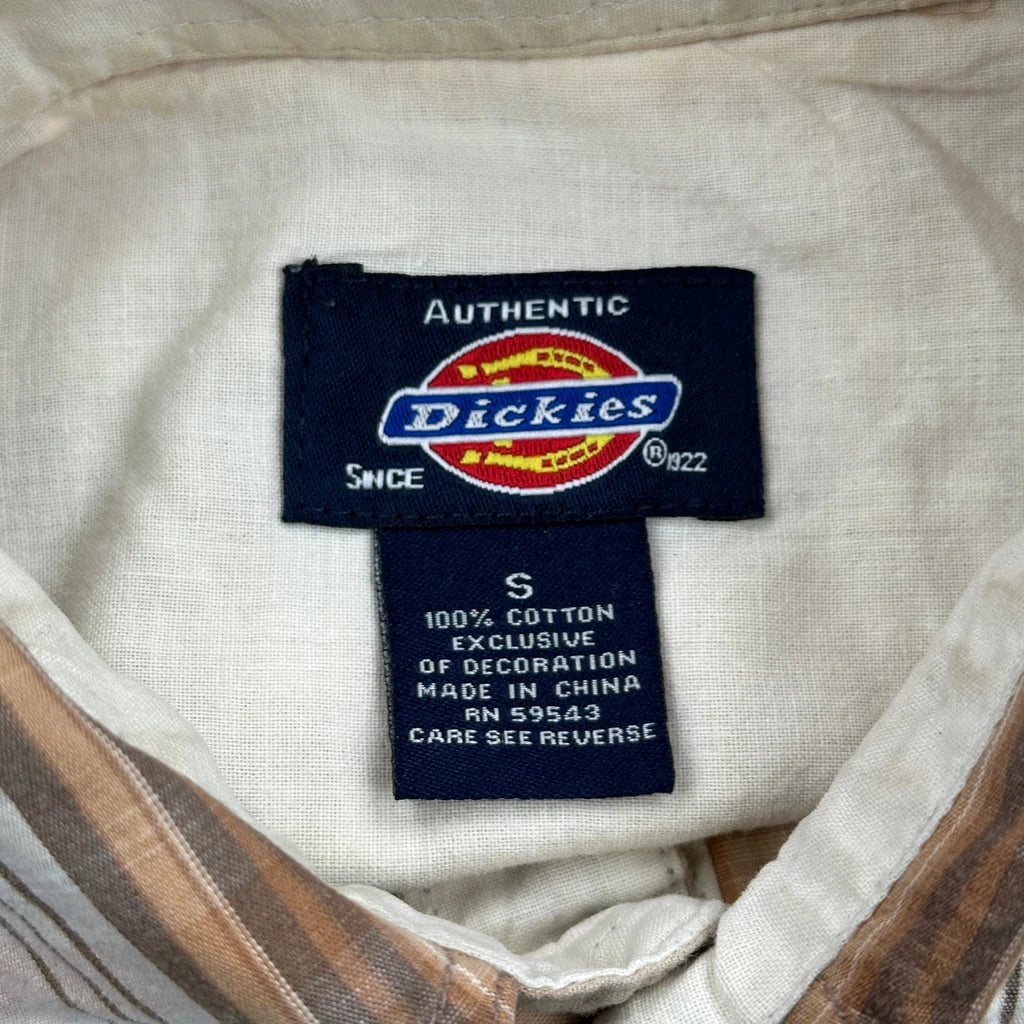 AUTHENTIC
Dickies
SINCE ® 1922
S
100% COTTON
EXCLUSIVE
OF DECORATION
MADE IN CHINA
RN 59543
CARE SEE REVERSE